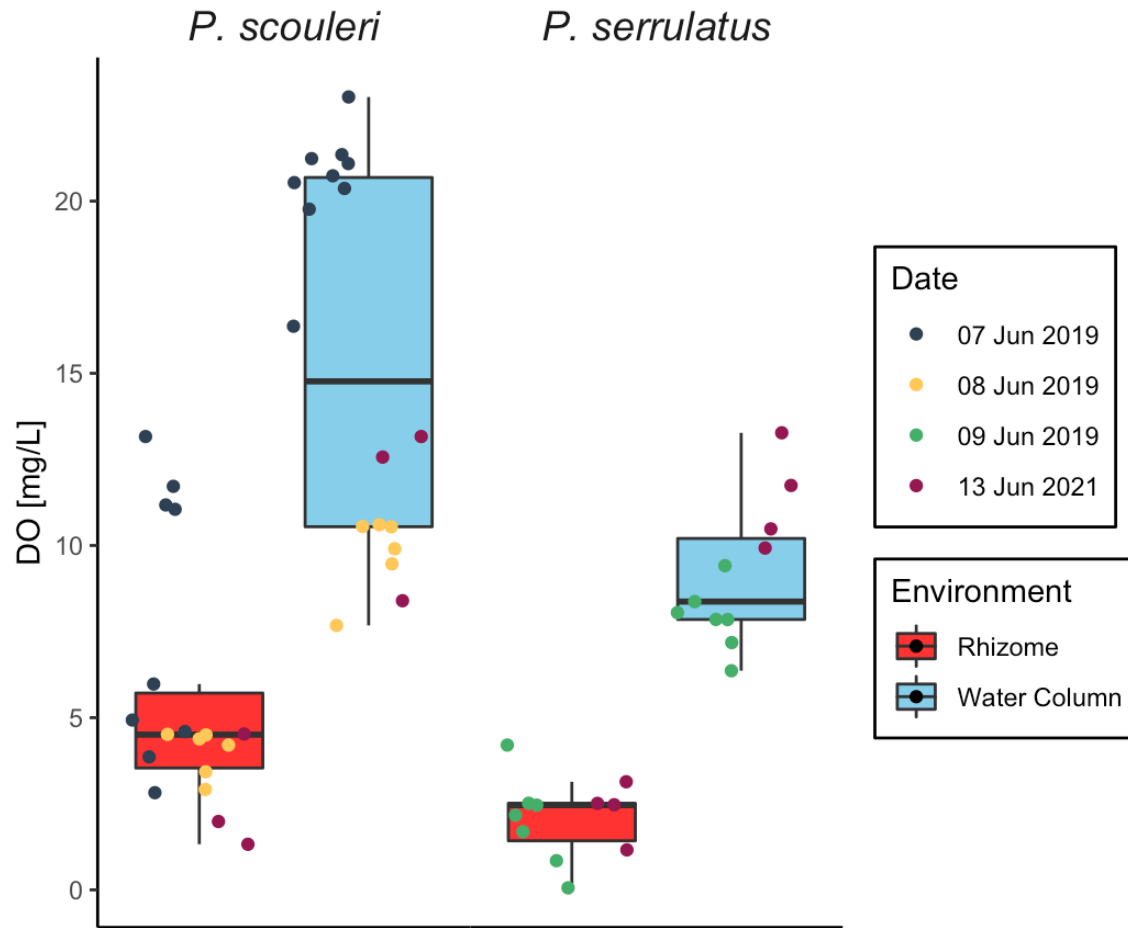 P. scouleri
P. serrulatus
DO [mg/L]
20
15
10
5
0
Date
07 Jun 2019
08 Jun 2019
09 Jun 2019
13 Jun 2021
Environment
Rhizome
Water Column